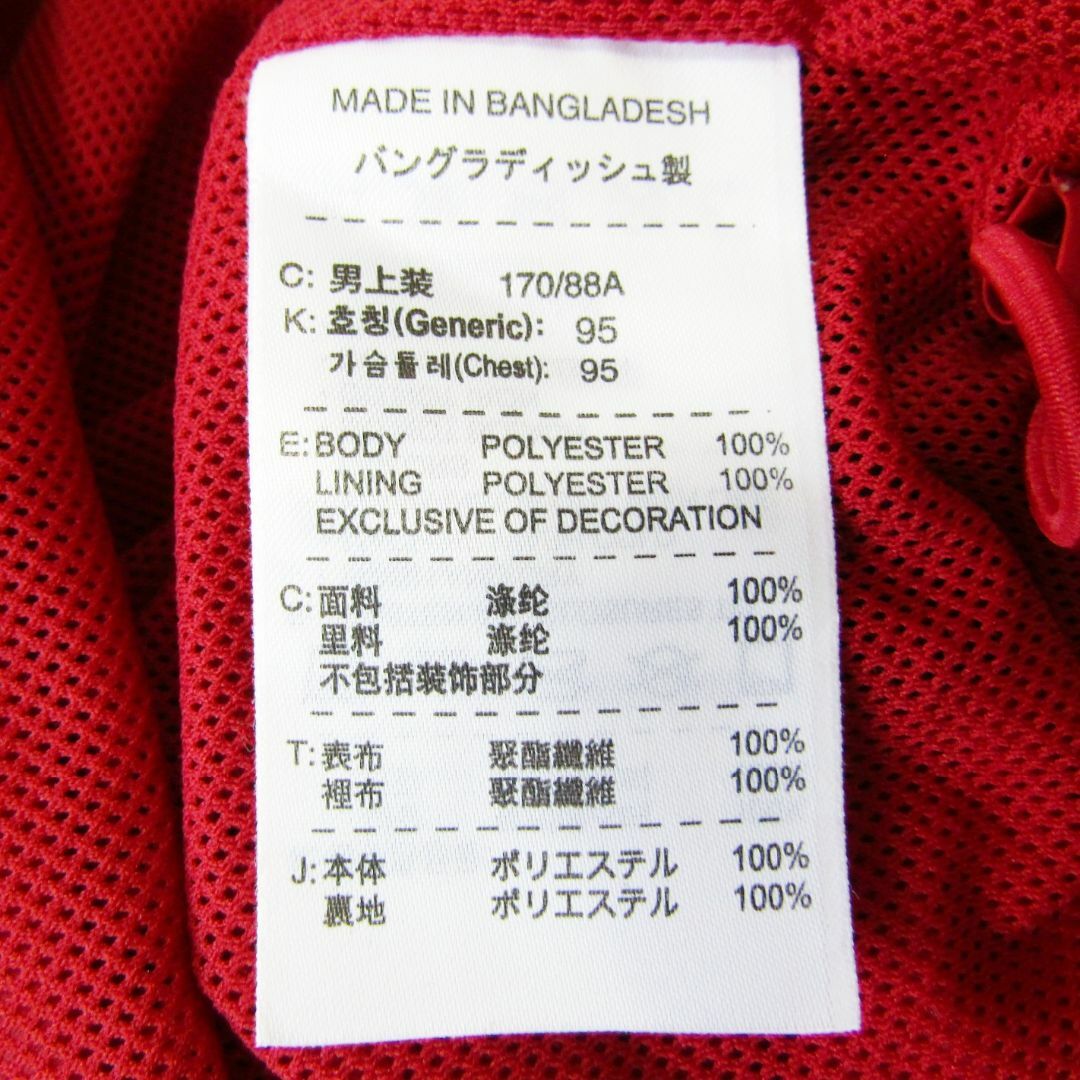 MADE IN BANGLADESH
バングラディッシュ製
C: 男上装 170/88A
K: 호칭(Generic): 95
가슴둘레(Chest): 95
E: BODY POLYESTER 100%
LINING POLYESTER 100%
EXCLUSIVE OF DECORATION
C: 面料 涤纶 100%
里料 涤纶 100%
不包括装饰部分
T: 表布 聚酯纖維 100%
裡布 聚酯纖維 100%
J: 本体 ポリエステル 100%
裏地 ポリエステル 100%